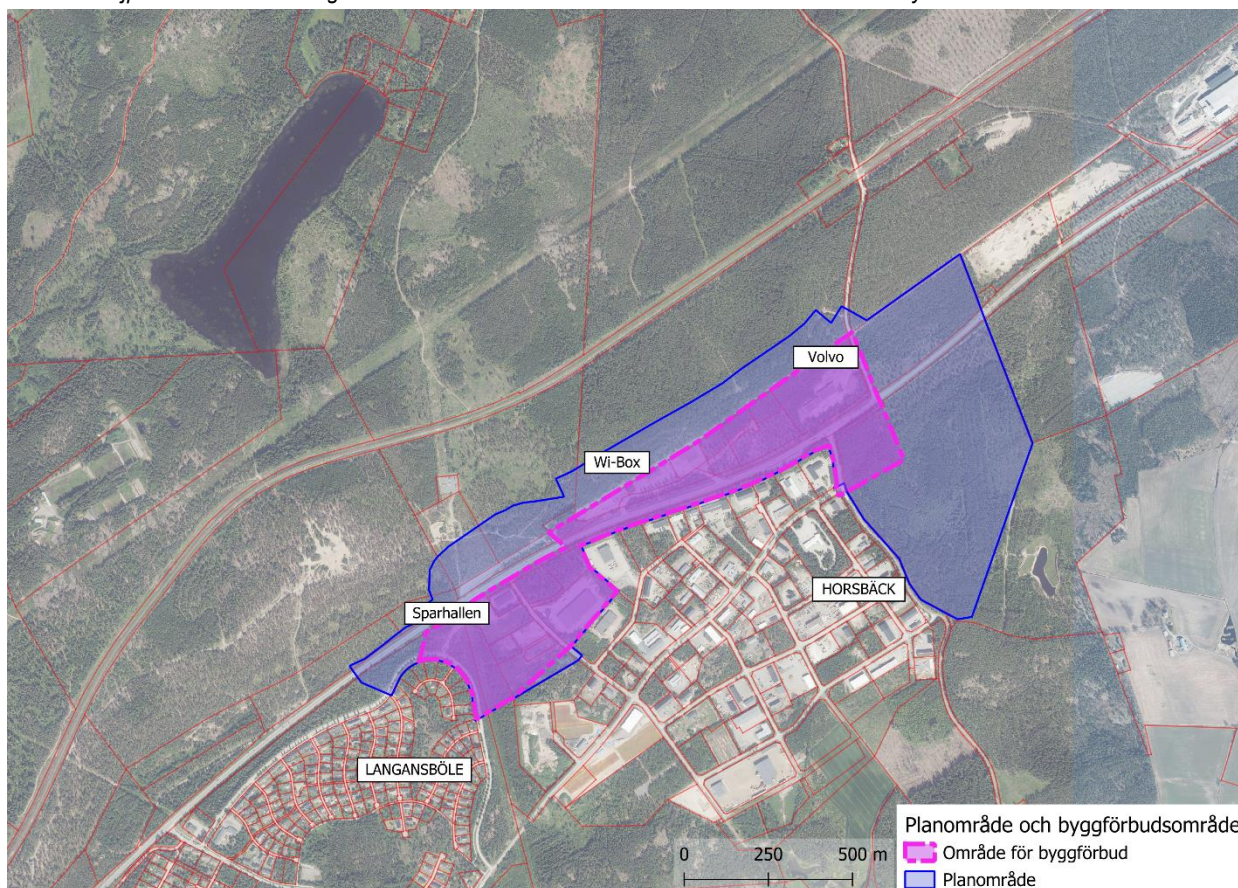 Volvo
Wi-Box
HORSBÄCK
Sparhallen
LANGANSBÖLE
Planområde och byggförbudsområde
Område för byggförbud
Planområde
0 250 500 m